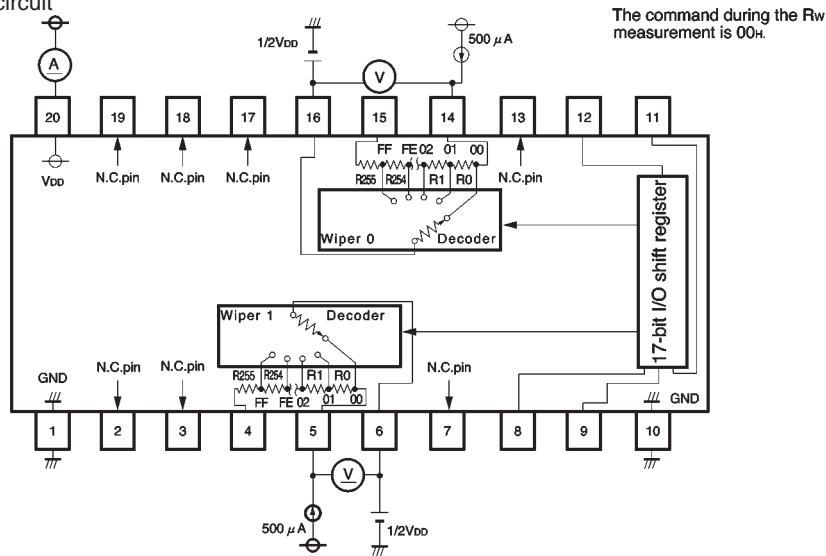 circuit
The command during the Rw
measurement is 00H.
1/2VDD
500 μA
A
V
20
19
18
17
16
15
14
13
12
11
VDD
N.C.pin
N.C.pin
N.C.pin
FF FE 02 01 00
N.C.pin
R255 R254 R1 R0
Wiper 0 Decoder
17-bit I/O shift register
Wiper 1 Decoder
GND
N.C.pin
N.C.pin
R255 R254 R1 R0
N.C.pin
FF FE 02 01 00
GND
1
2
3
4
5
6
7
8
9
10
V
500 μA
1/2VDD